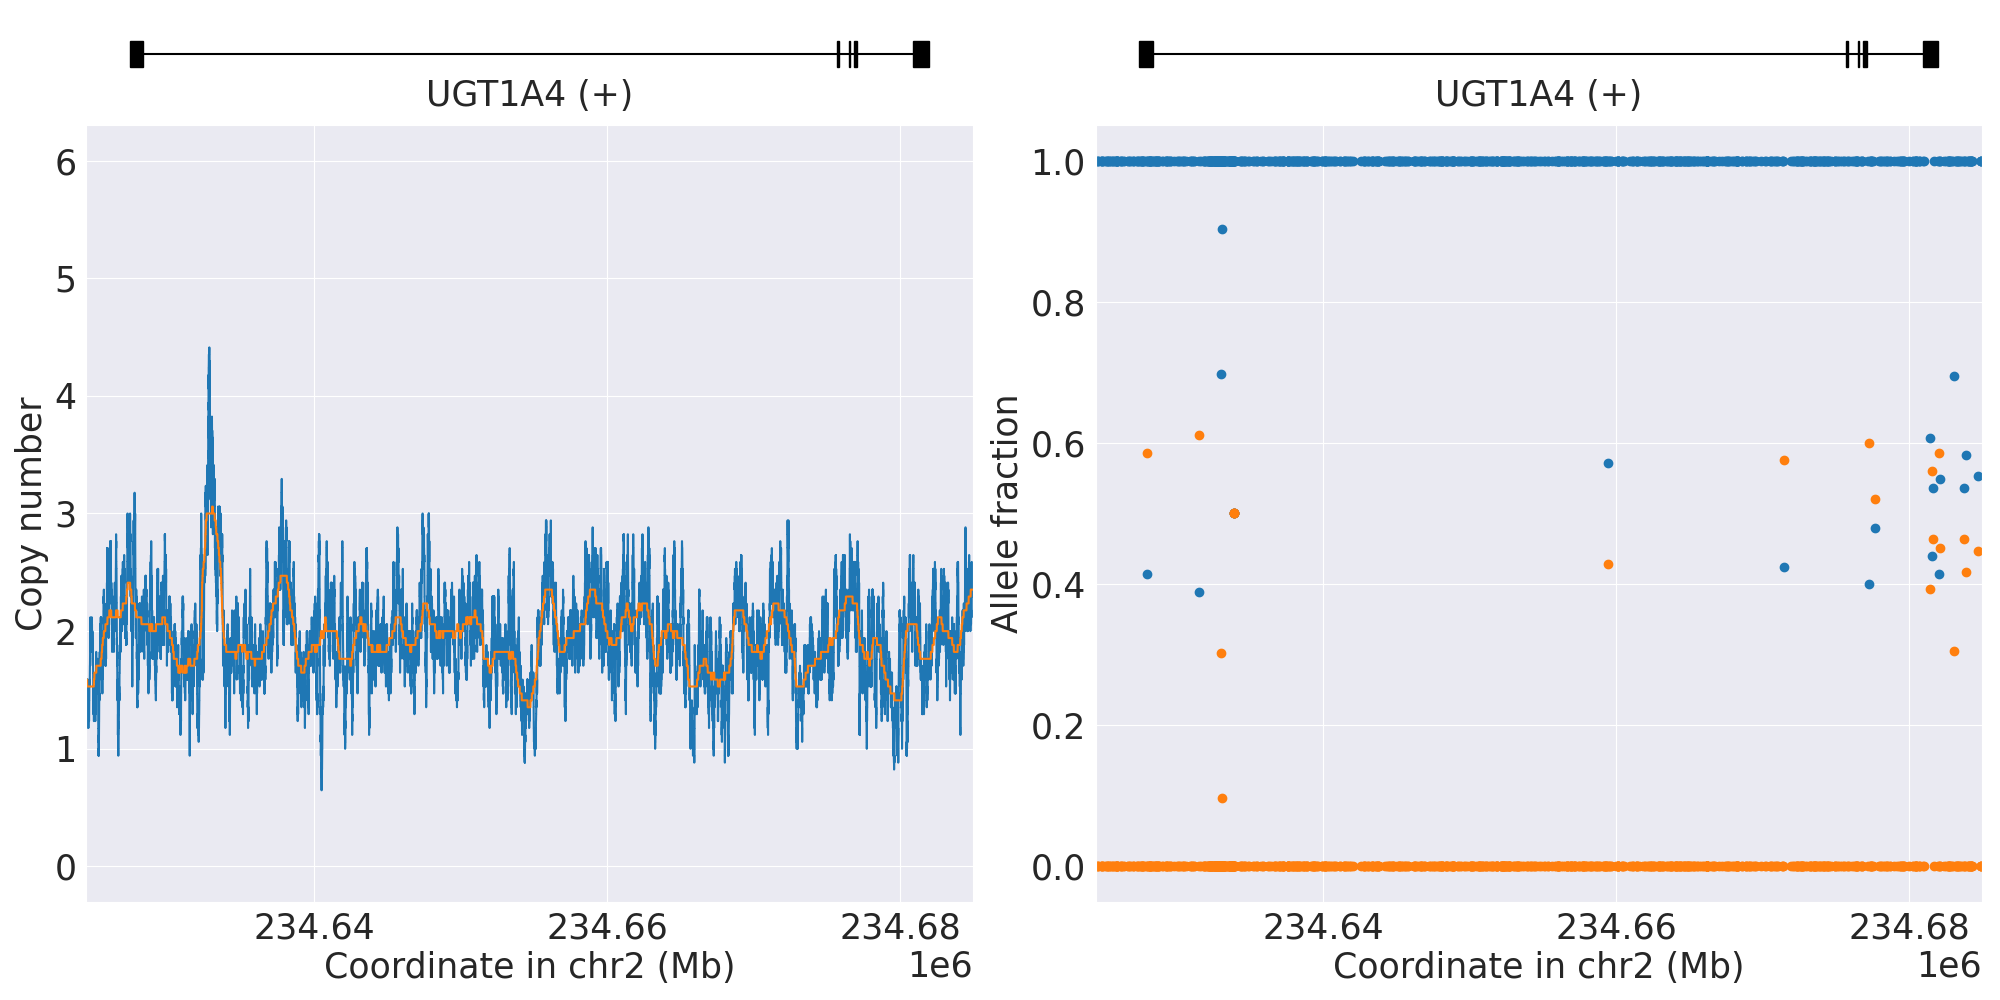 UGT1A4 (+)
6
5
4
3
2
1
0
Copy number
234.64 234.66 234.68
1e6
Coordinate in chr2 (Mb)
UGT1A4 (+)
1.0
0.8
0.6
0.4
0.2
0.0
Allele fraction
234.64 234.66 234.68
1e6
Coordinate in chr2 (Mb)